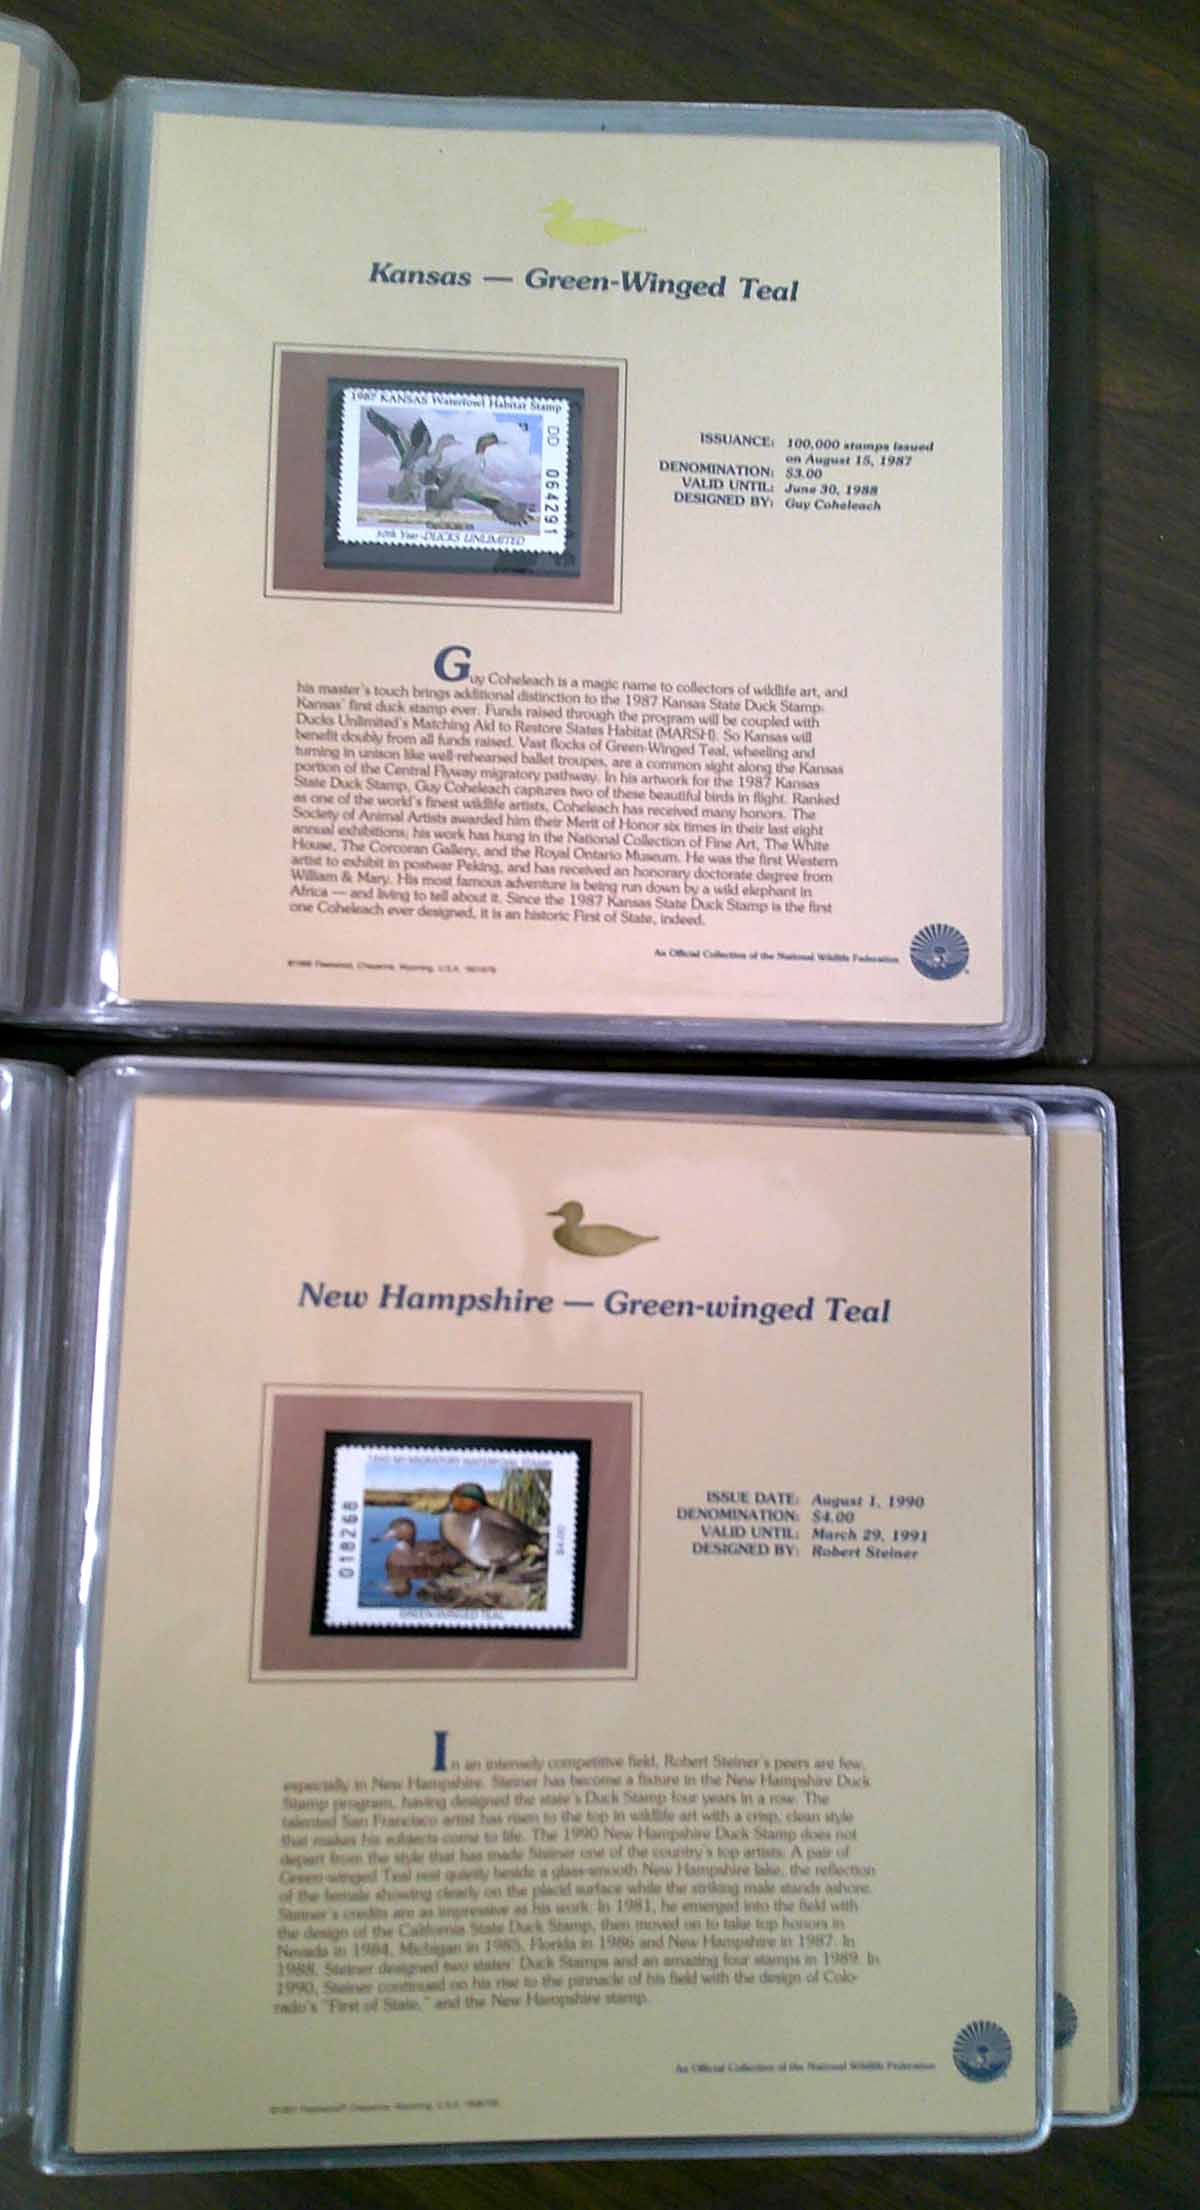 Kansas — Green-Winged Teal
1987 KANSAS Waterfowl Habitat Stamp
DD 064291
50th Year-DUCKS UNLIMITED
ISSUANCE: 100,000 stamps issued
on August 15, 1987
DENOMINATION: $3.00
VALID UNTIL: June 30, 1988
DESIGNED BY: Guy Coheleach
Guy Coheleach is a magic name to collectors of wildlife art, and
his master's touch brings additional distinction to the 1987 Kansas State Duck Stamp.
Kansas' first duck stamp ever. Funds raised through the program will be coupled with
Ducks Unlimited's Matching Aid to Restore States Habitat (MARSH). So Kansas will
benefit doubly from all funds raised. Vast flocks of Green-Winged Teal, wheeling and
turning in unison like well-rehearsed ballet troupes, are a common sight along the Kansas
portion of the Central Flyway migratory pathway. In his artwork for the 1987 Kansas
State Duck Stamp, Guy Coheleach captures two of these beautiful birds in flight. Ranked
as one of the world's finest wildlife artists, Coheleach has received many honors. The
Society of Animal Artists awarded him their Merit of Honor six times in their last eight
annual exhibitions; his work has hung in the National Collection of Fine Art, The White
House, The Corcoran Gallery, and the Royal Ontario Museum. He was the first Western
artist to exhibit in postwar Peking, and has received an honorary doctorate degree from
William & Mary. His most famous adventure is being run down by a wild elephant in
Africa — and living to tell about it. Since the 1987 Kansas State Duck Stamp is the first
one Coheleach ever designed, it is an historic First of State, indeed.
An Official Collection of the National Wildlife Federation
Fleetwood, Cheyenne, Wyoming, U.S.A.
New Hampshire — Green-winged Teal
1990 NH MIGRATORY WATERFOWL STAMP
018268
$4.00
GREEN-WINGED TEAL
ISSUE DATE: August 1, 1990
DENOMINATION: $4.00
VALID UNTIL: March 29, 1991
DESIGNED BY: Robert Steiner
In an intensely competitive field, Robert Steiner's peers are few,
especially in New Hampshire. Steiner has become a fixture in the New Hampshire Duck
Stamp program, having designed the state's Duck Stamp four years in a row. The
talented San Francisco artist has risen to the top in wildlife art with a crisp, clean style
that makes his subjects come to life. The 1990 New Hampshire Duck Stamp does not
depart from the style that has made Steiner one of the country's top artists. A pair of
Green-winged Teal rest quietly beside a glass-smooth New Hampshire lake, the reflection
of the female showing clearly on the placid surface while the striking male stands ashore.
Steiner's credits are as impressive as his work. In 1981, he emerged into the field with
the design of the California State Duck Stamp, then moved on to take top honors in
Nevada in 1984, Michigan in 1985, Florida in 1986 and New Hampshire in 1987. In
1988, Steiner designed two states' Duck Stamps and an amazing four stamps in 1989. In
1990, Steiner continued on his rise to the pinnacle of his field with the design of Colo-
rado's "First of State," and the New Hampshire stamp.
An Official Collection of the National Wildlife Federation
Fleetwood® Cheyenne, Wyoming, U.S.A.